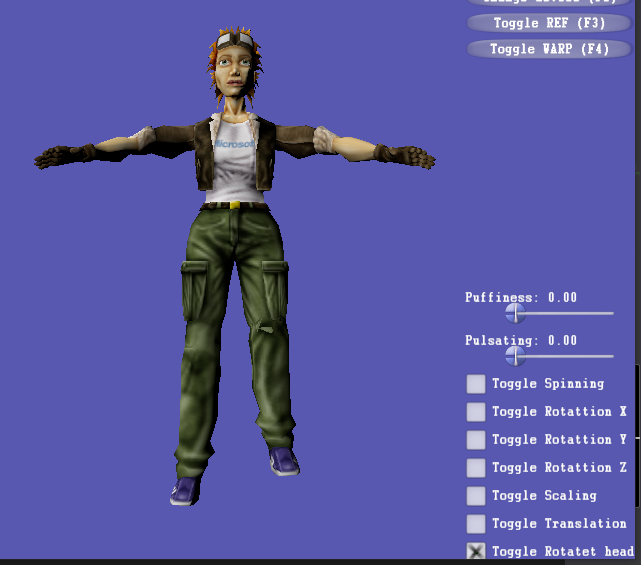 Toggle REF (F3)
Toggle WARP (F4)
Microsoft
Puffiness: 0.00
Pulsating: 0.00
Toggle Spinning
Toggle Rotattion X
Toggle Rotattion Y
Toggle Rotattion Z
Toggle Scaling
Toggle Translation
Toggle Rotatet head